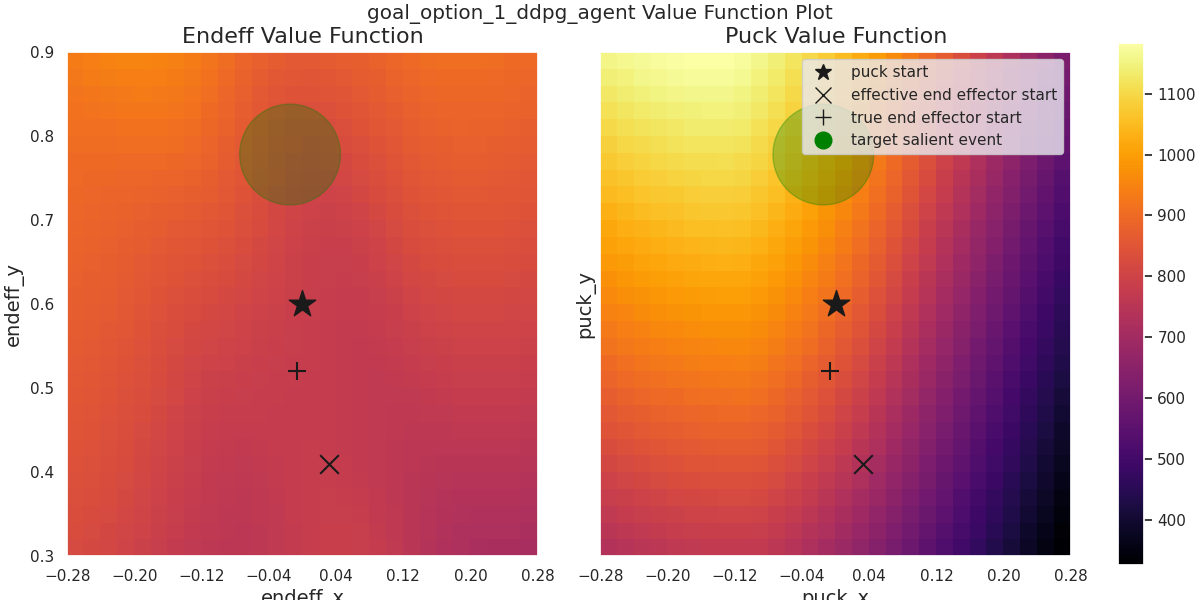 goal_option_1_ddpg_agent Value Function Plot
Endeff Value Function
0.9
0.8
0.7
0.6
0.5
0.4
0.3
endeff_y
−0.28 −0.20 −0.12 −0.04 0.04 0.12 0.20 0.28
endeff_x
Puck Value Function
puck start
effective end effector start
true end effector start
target salient event
puck_y
−0.28 −0.20 −0.12 −0.04 0.04 0.12 0.20 0.28
puck_x
1100
1000
900
800
700
600
500
400